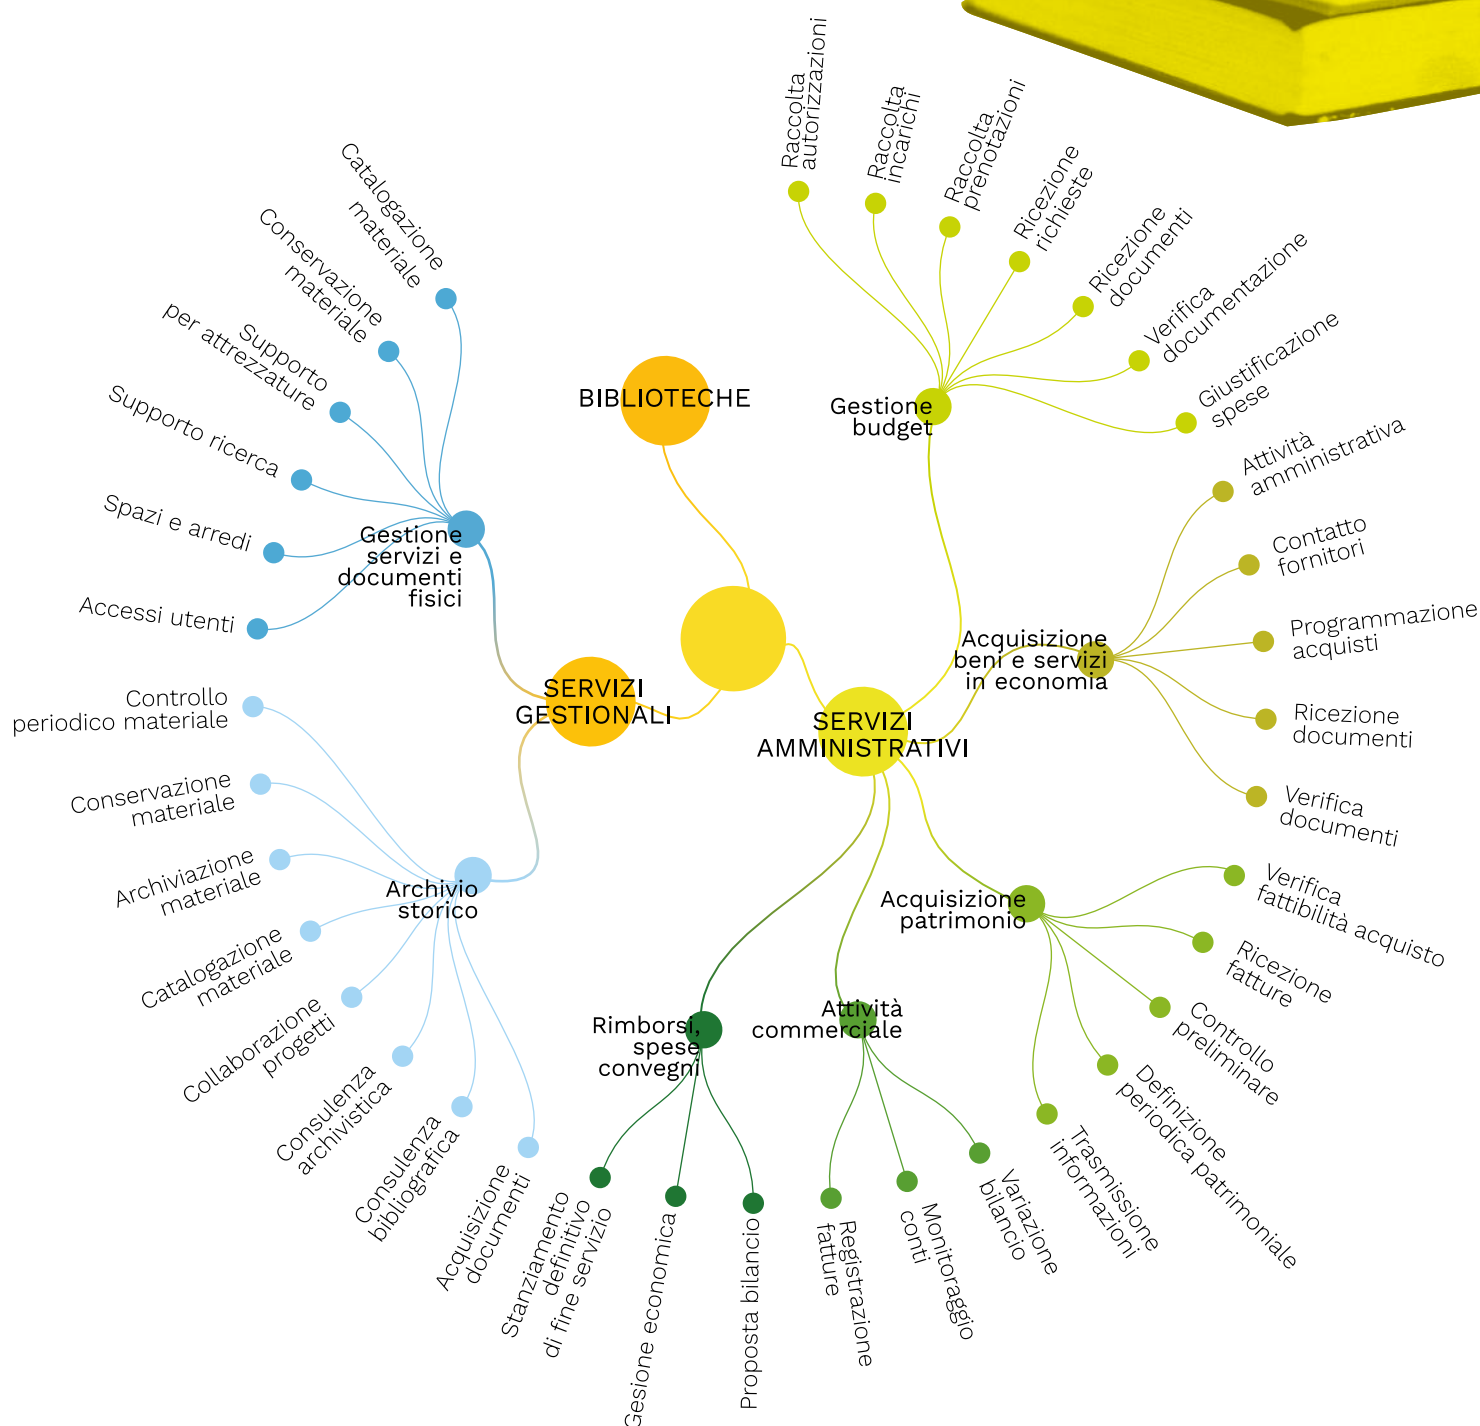 BIBLIOTECHE
SERVIZI
GESTIONALI
SERVIZI
AMMINISTRATIVI
Gestione
servizi e
documenti
fisici
Catalogazione
materiale
Conservazione
materiale
Supporto
per attrezzature
Supporto ricerca
Spazi e arredi
Accessi utenti
Archivio
storico
Controllo
periodico materiale
Conservazione
materiale
Archiviazione
materiale
Catalogazione
materiale
Collaborazione
progetti
Consulenza
archivistica
Consulenza
bibliografica
Acquisizione
documenti
Gestione
budget
Raccolta
autorizzazioni
Raccolta
incarichi
Raccolta
prenotazioni
Ricezione
richieste
Ricezione
documenti
Verifica
documentazione
Giustificazione
spese
Acquisizione
beni e servizi
in economia
Attività
amministrativa
Contatto
fornitori
Programmazione
acquisti
Ricezione
documenti
Verifica
documenti
Acquisizione
patrimonio
Verifica
fattibilità acquisto
Ricezione
fatture
Controllo
preliminare
Definizione
periodica patrimoniale
Trasmissione
informazioni
Attività
commerciale
Variazione
bilancio
Monitoraggio
conti
Registrazione
fatture
Rimborsi,
spese
convegni
Proposta bilancio
Gesione economica
Stanziamento
definitivo
di fine servizio